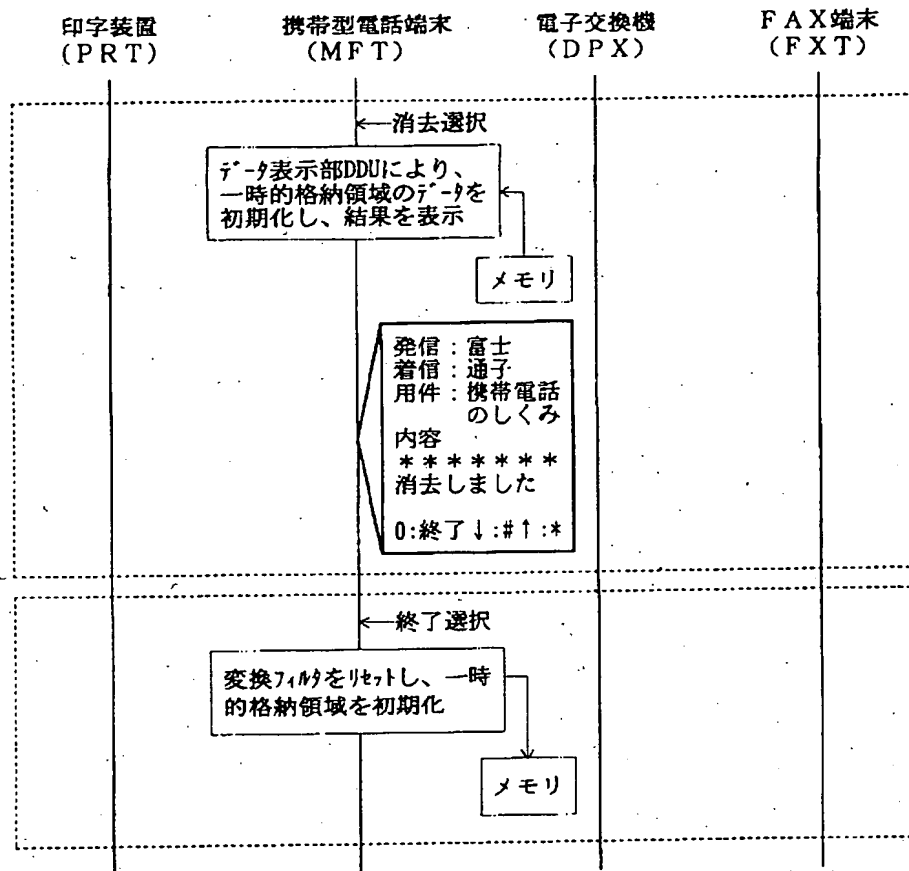 印字装置
(PRT)
携帯型電話端末
(MFT)
電子交換機
(DPX)
FAX端末
(FXT)
←消去選択
ﾃﾞｰﾀ表示部DDUにより、
一時的格納領域のﾃﾞｰﾀを
初期化し、結果を表示
メモリ
発信：富士
着信：通子
用件：携帯電話
のしくみ
内容
＊＊＊＊＊＊＊
消去しました
0:終了↓:#↑:*
←終了選択
変換ﾌｨﾙﾀをﾘｾｯﾄし、一時
的格納領域を初期化
メモリ